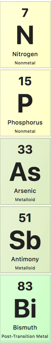 7
N
Nitrogen
Nonmetal
15
P
Phosphorus
Nonmetal
33
As
Arsenic
Metalloid
51
Sb
Antimony
Metalloid
83
Bi
Bismuth
Post-Transition Metal